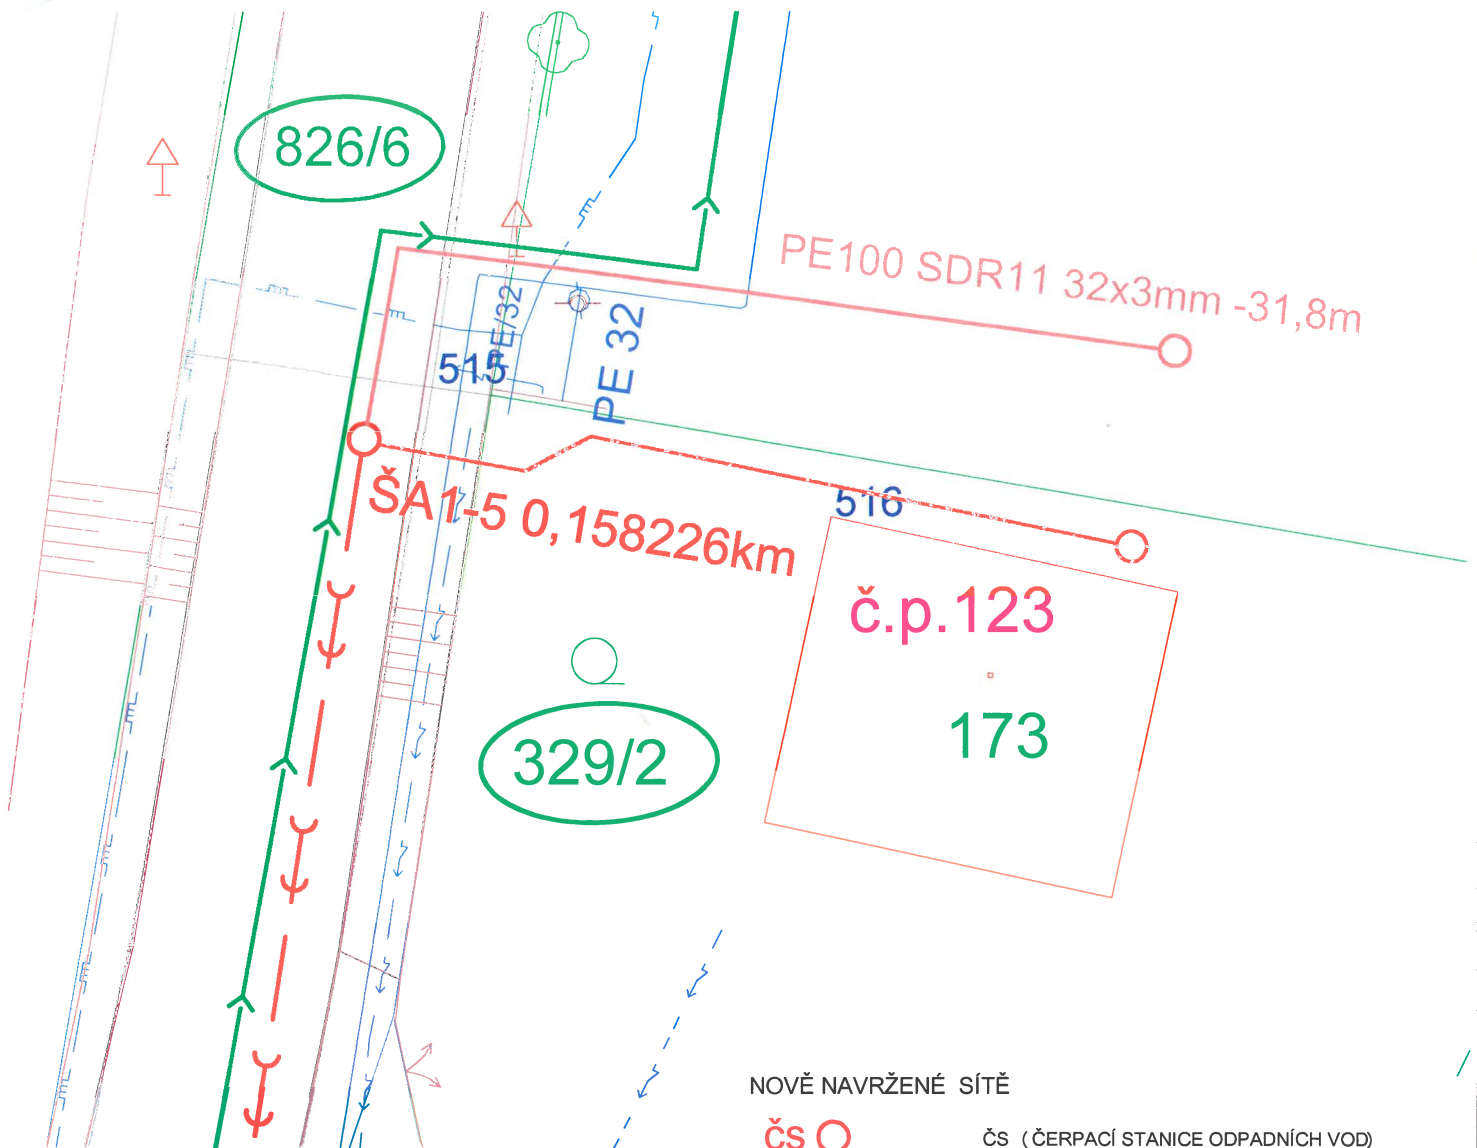 826/6
PE100 SDR11 32x3mm -31,8m
PE/32
PE 32
515
ŠA1-5 0,158226km
516
č.p.123
173
329/2
NOVĚ NAVRŽENÉ SÍTĚ
ČS
ČS (ČERPACÍ STANICE ODPADNÍCH VOD)